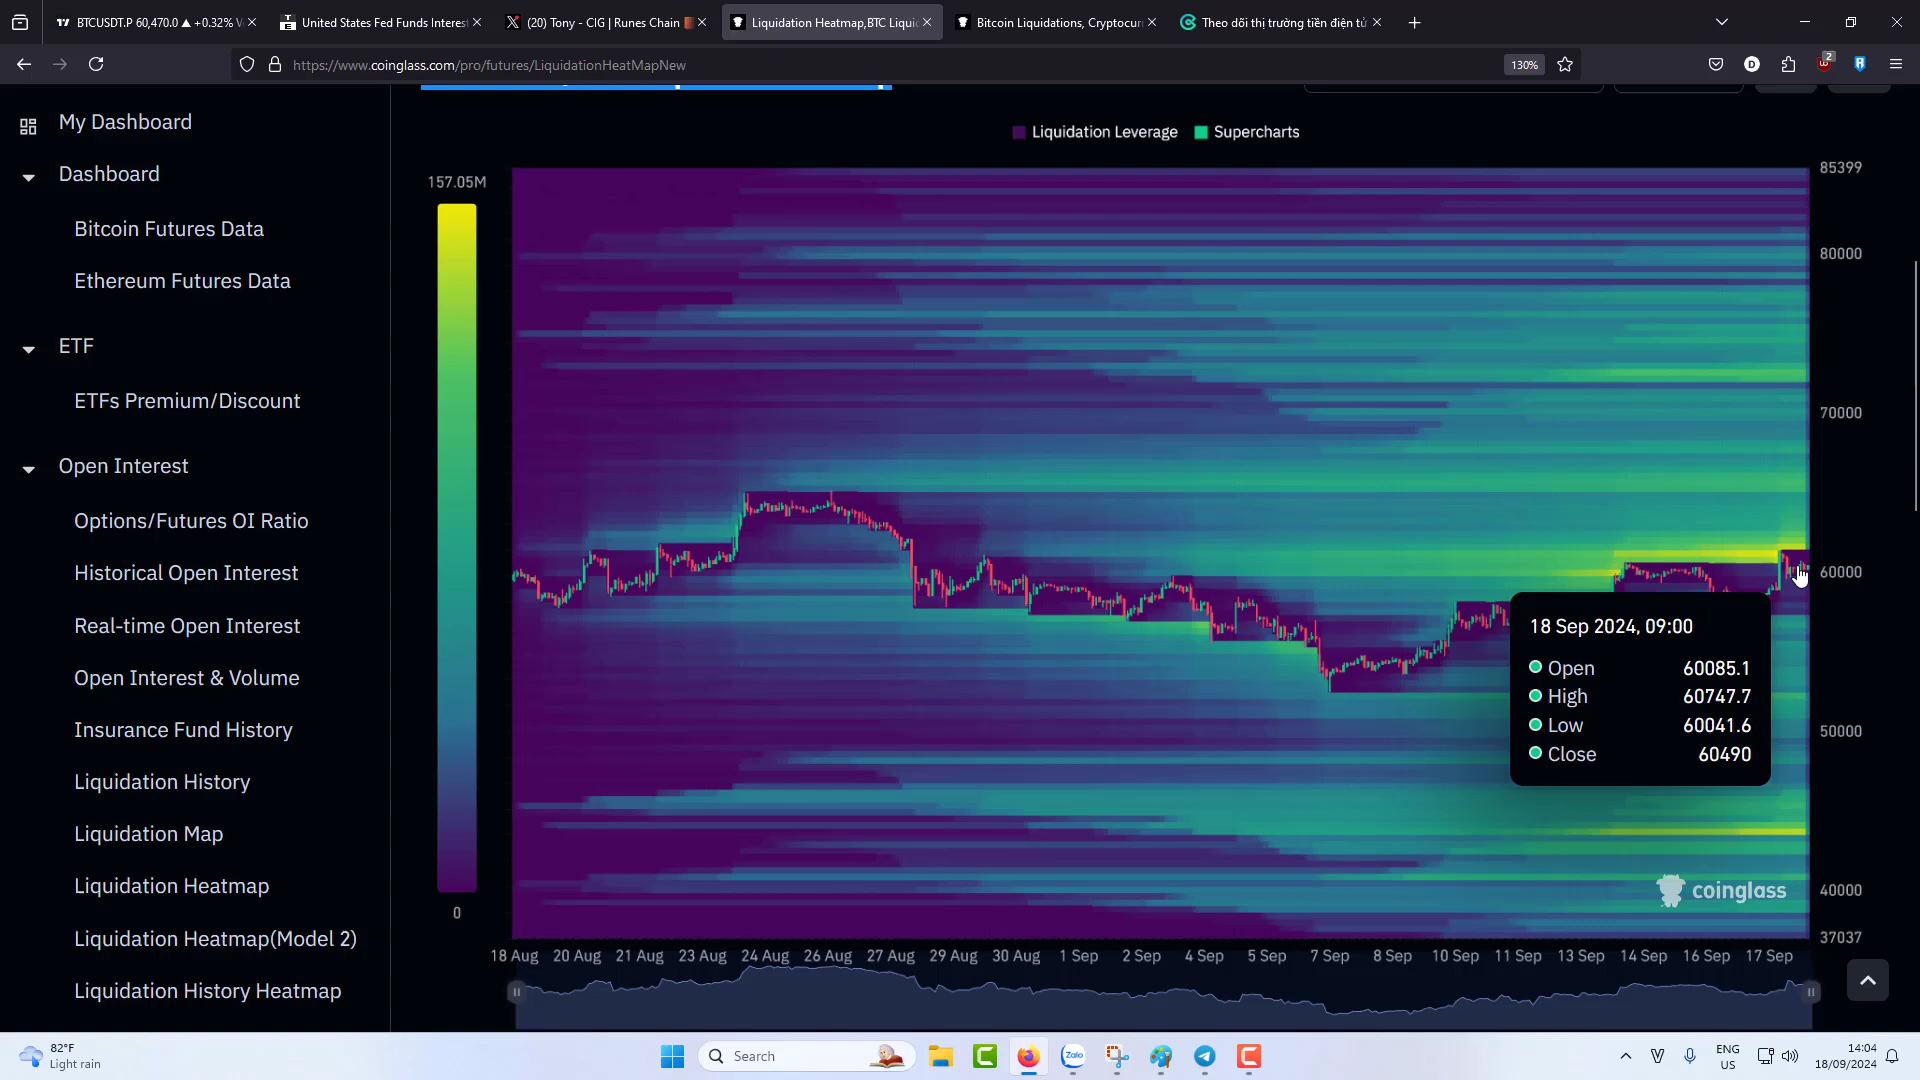 BTCUSDT.P 60,470.0 ▲ +0.32% V
United States Fed Funds Interes
(20) Tony - CIG | Runes Chain
Liquidation Heatmap,BTC Liquid
Bitcoin Liquidations, Cryptocurr
Theo dõi thị trường tiền điện tử
https://www.coinglass.com/pro/futures/LiquidationHeatMapNew
130%
2
My Dashboard
Dashboard
Bitcoin Futures Data
Ethereum Futures Data
ETF
ETFs Premium/Discount
Open Interest
Options/Futures OI Ratio
Historical Open Interest
Real-time Open Interest
Open Interest & Volume
Insurance Fund History
Liquidation History
Liquidation Map
Liquidation Heatmap
Liquidation Heatmap(Model 2)
Liquidation History Heatmap
Liquidation Leverage
Supercharts
157.05M
0
85399
80000
70000
60000
50000
40000
37037
18 Sep 2024, 09:00
Open 60085.1
High 60747.7
Low 60041.6
Close 60490
coinglass
18 Aug 20 Aug 21 Aug 23 Aug 24 Aug 26 Aug 27 Aug 29 Aug 30 Aug 1 Sep 2 Sep 4 Sep 5 Sep 7 Sep 8 Sep 10 Sep 11 Sep 13 Sep 14 Sep 16 Sep 17 Sep
82°F
Light rain
Search
Zalo
ENG
US
14:04
18/09/2024